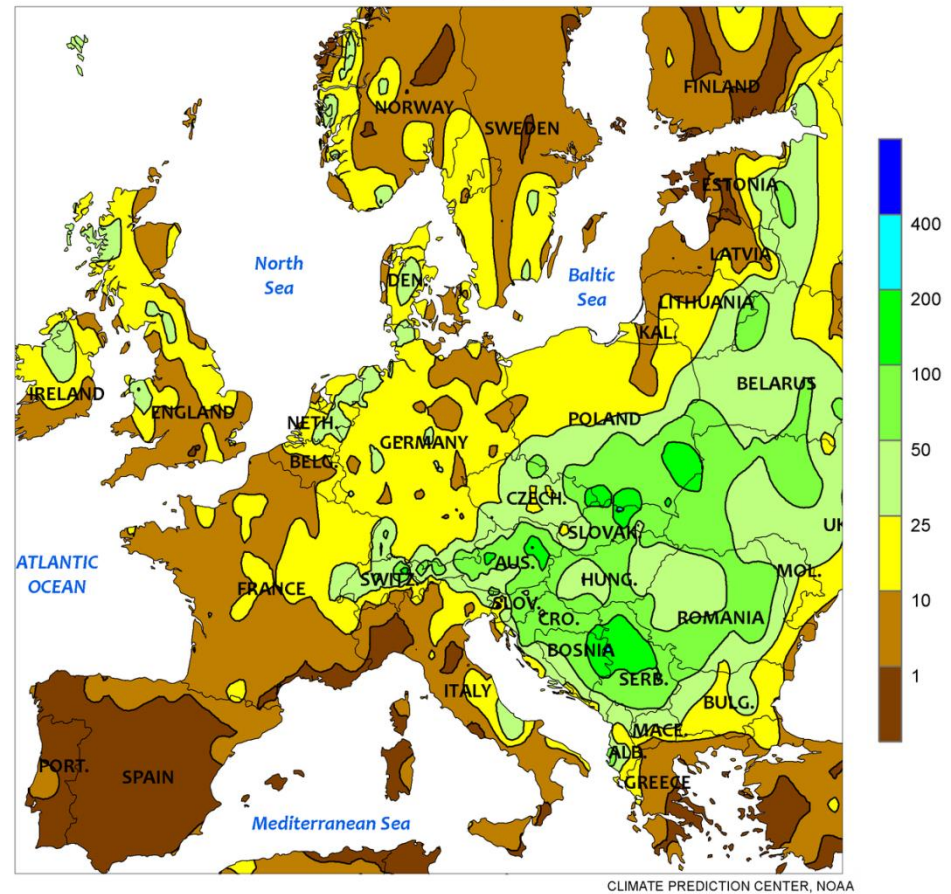 FINLAND
NORWAY
SWEDEN
ESTONIA
North
Sea
LATVIA
DEN.
Baltic
Sea
LITHUANIA
KAL.
BELARUS
IRELAND
ENGLAND
NETH.
POLAND
GERMANY
BELG.
CZECH.
SLOVAK.
UK
ATLANTIC
OCEAN
FRANCE
SWITZ.
AUS.
HUNG.
MOL.
SLOV.
CRO.
ROMANIA
BOSNIA
SERB.
ITALY
BULG.
MACE.
ALB.
PORT.
SPAIN
GREECE
Mediterranean Sea
400
200
100
50
25
10
1
CLIMATE PREDICTION CENTER, NOAA